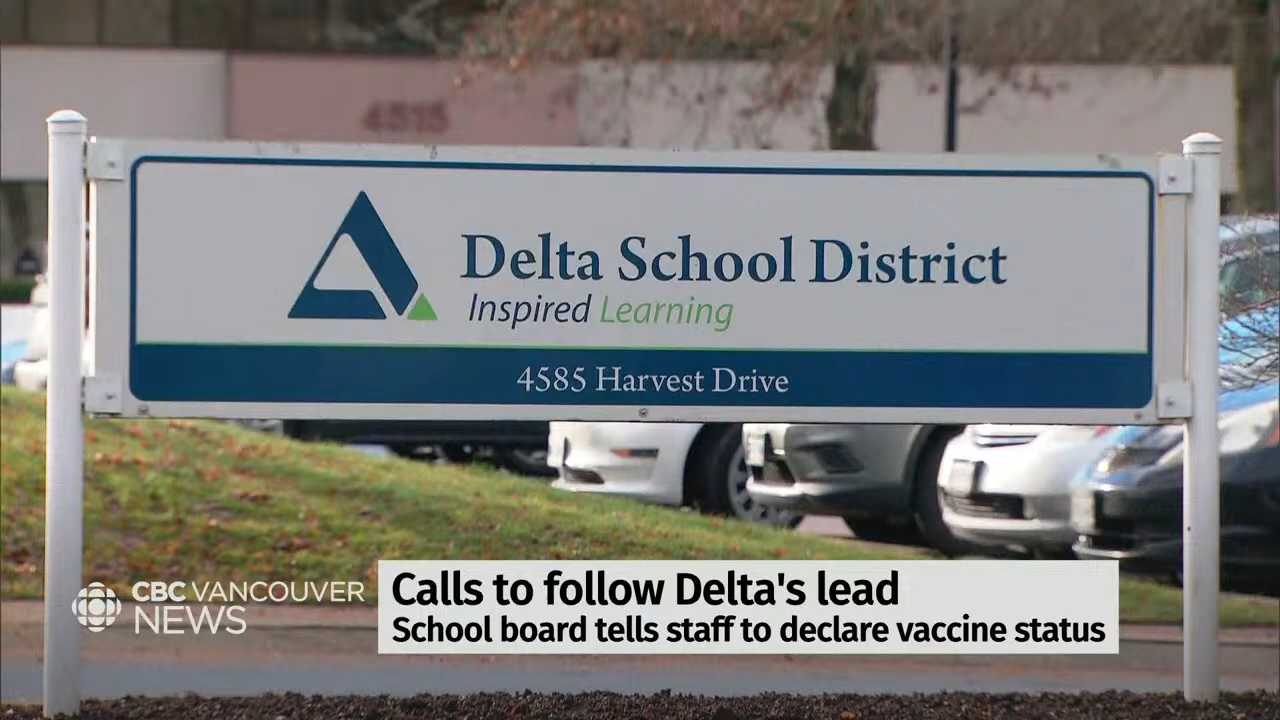 4515
Delta School District
Inspired Learning
4585 Harvest Drive
CBC VANCOUVER
NEWS
Calls to follow Delta's lead
School board tells staff to declare vaccine status